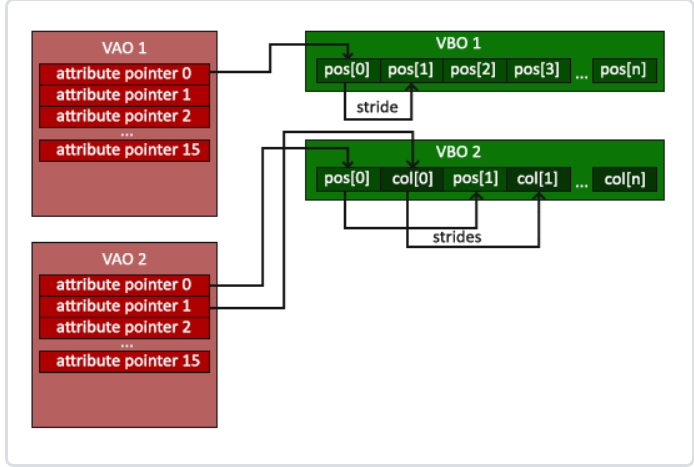 VAO 1
attribute pointer 0
attribute pointer 1
attribute pointer 2
...
attribute pointer 15
VBO 1
pos[0] pos[1] pos[2] pos[3] ... pos[n]
stride
VBO 2
pos[0] col[0] pos[1] col[1] ... col[n]
strides
VAO 2
attribute pointer 0
attribute pointer 1
attribute pointer 2
...
attribute pointer 15